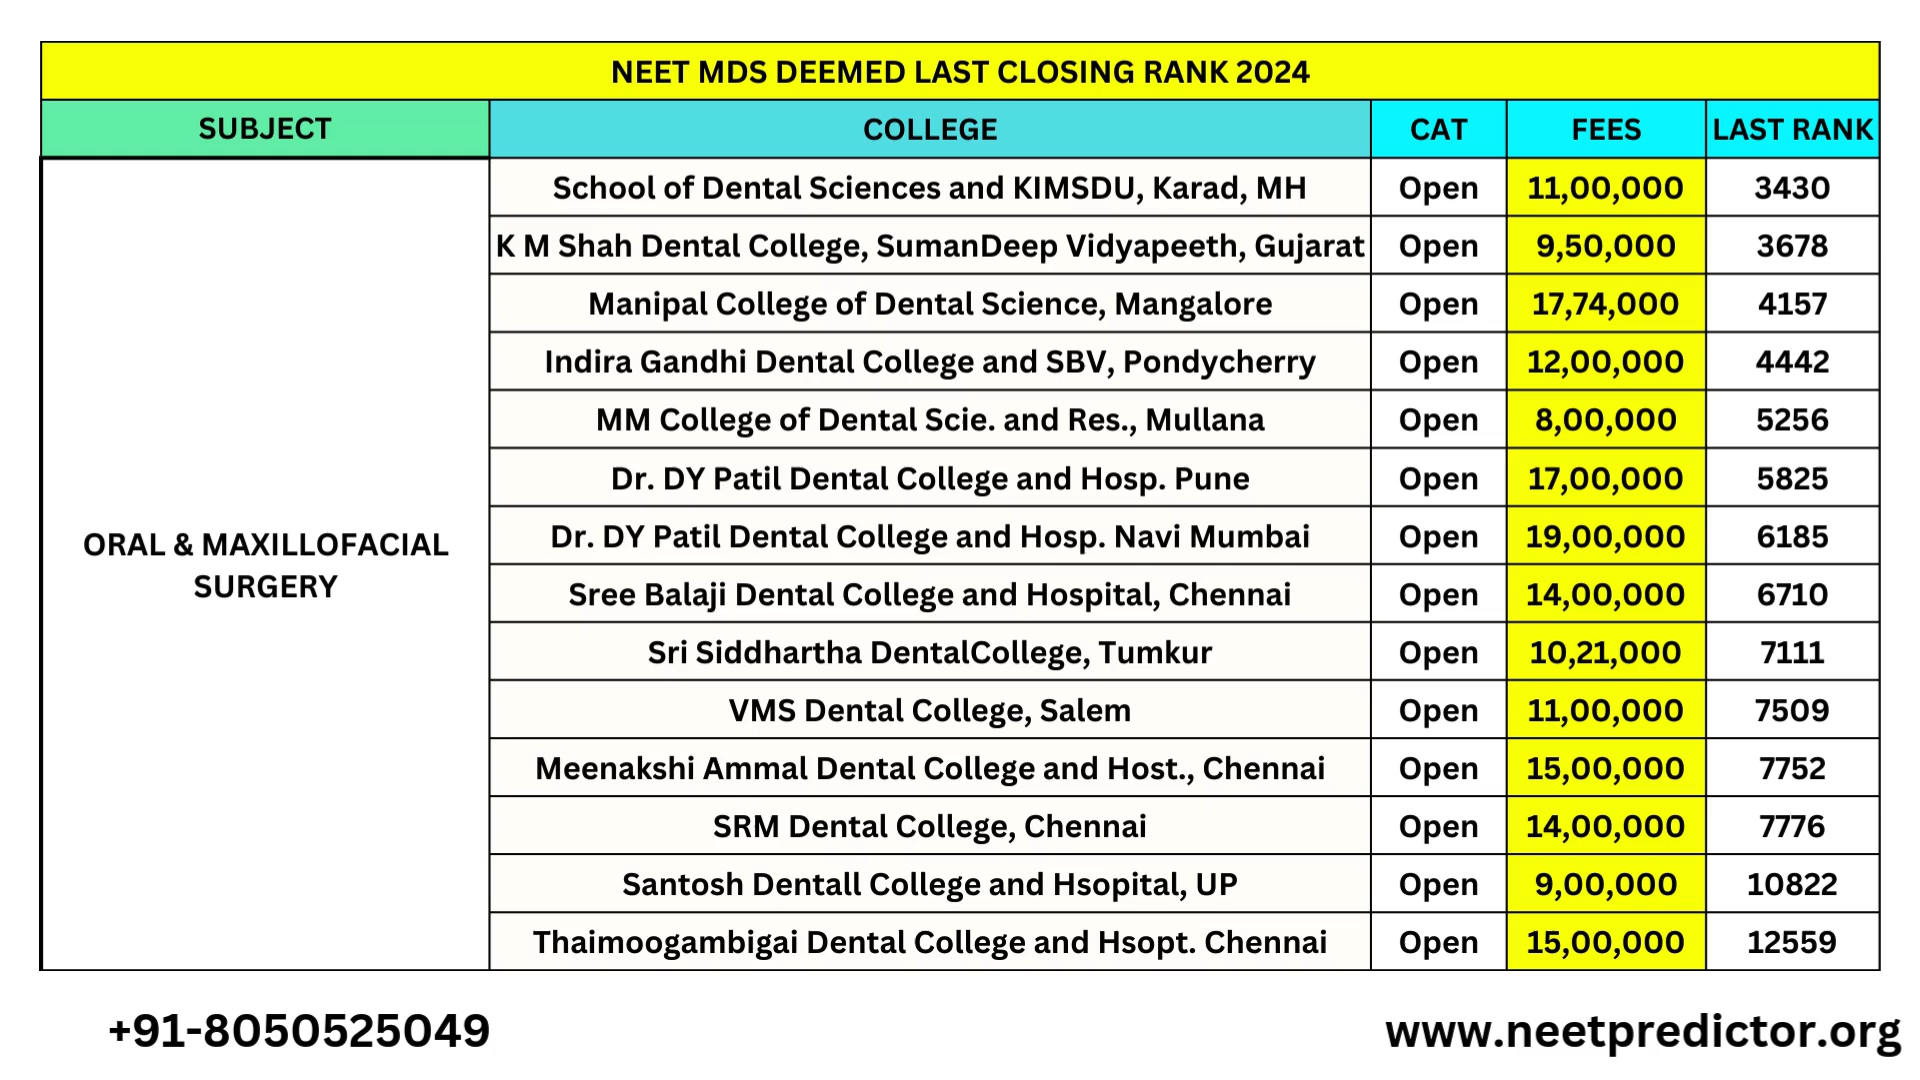 NEET MDS DEEMED LAST CLOSING RANK 2024
SUBJECT COLLEGE CAT FEES LAST RANK
ORAL & MAXILLOFACIAL
SURGERY
School of Dental Sciences and KIMSDU, Karad, MH Open 11,00,000 3430
K M Shah Dental College, SumanDeep Vidyapeeth, Gujarat Open 9,50,000 3678
Manipal College of Dental Science, Mangalore Open 17,74,000 4157
Indira Gandhi Dental College and SBV, Pondycherry Open 12,00,000 4442
MM College of Dental Scie. and Res., Mullana Open 8,00,000 5256
Dr. DY Patil Dental College and Hosp. Pune Open 17,00,000 5825
Dr. DY Patil Dental College and Hosp. Navi Mumbai Open 19,00,000 6185
Sree Balaji Dental College and Hospital, Chennai Open 14,00,000 6710
Sri Siddhartha DentalCollege, Tumkur Open 10,21,000 7111
VMS Dental College, Salem Open 11,00,000 7509
Meenakshi Ammal Dental College and Host., Chennai Open 15,00,000 7752
SRM Dental College, Chennai Open 14,00,000 7776
Santosh Dentall College and Hsopital, UP Open 9,00,000 10822
Thaimoogambigai Dental College and Hsopt. Chennai Open 15,00,000 12559
+91-8050525049 www.neetpredictor.org